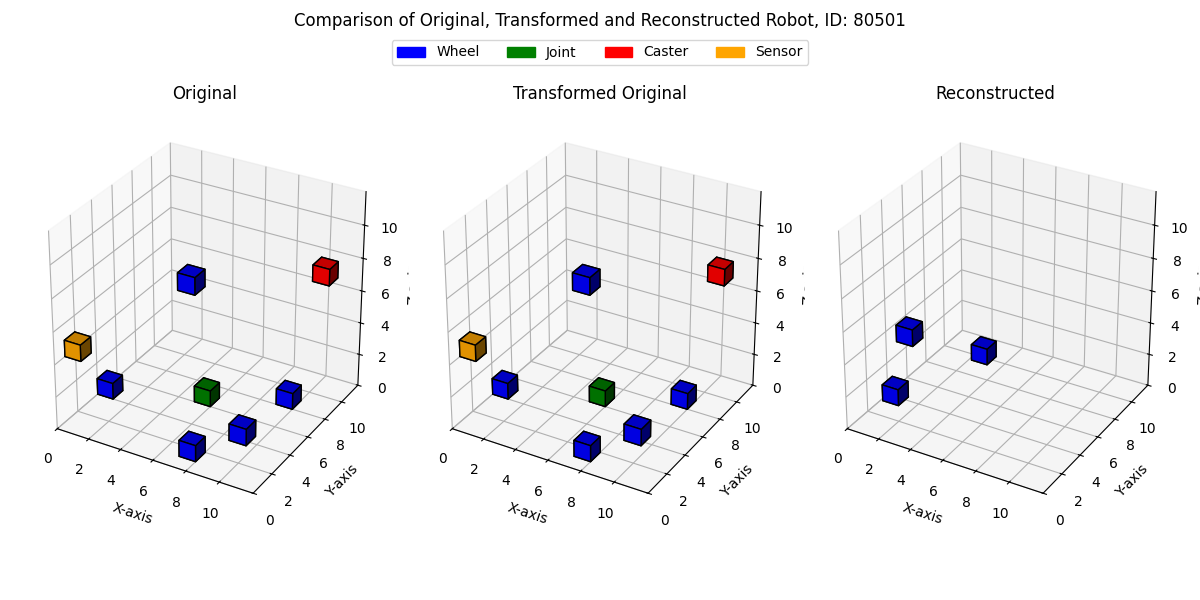 Comparison of Original, Transformed and Reconstructed Robot, ID: 80501
Wheel Joint Caster Sensor
Original
Transformed Original
Reconstructed
0 2 4 6 8 10
X-axis
0 2 4 6 8 10
Y-axis
0 2 4 6 8 10
0 2 4 6 8 10
X-axis
0 2 4 6 8 10
Y-axis
0 2 4 6 8 10
0 2 4 6 8 10
X-axis
0 2 4 6 8 10
Y-axis
0 2 4 6 8 10